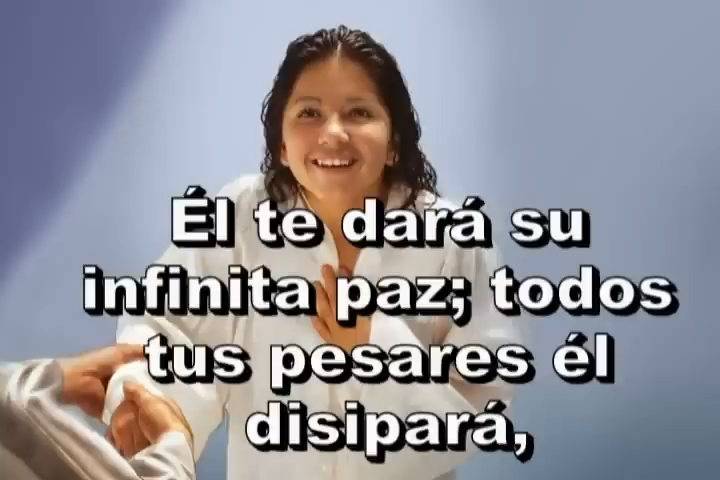 Él te dará su
infinita paz; todos
tus pesares él
disipará,